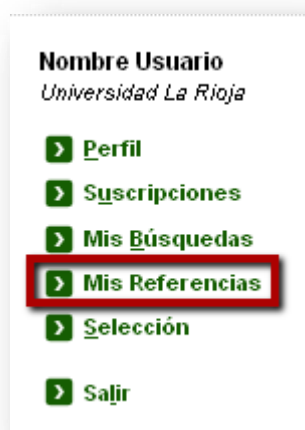 Nombre Usuario
Universidad La Rioja
Perfil
Suscripciones
Mis Búsquedas
Mis Referencias
Selección
Salir